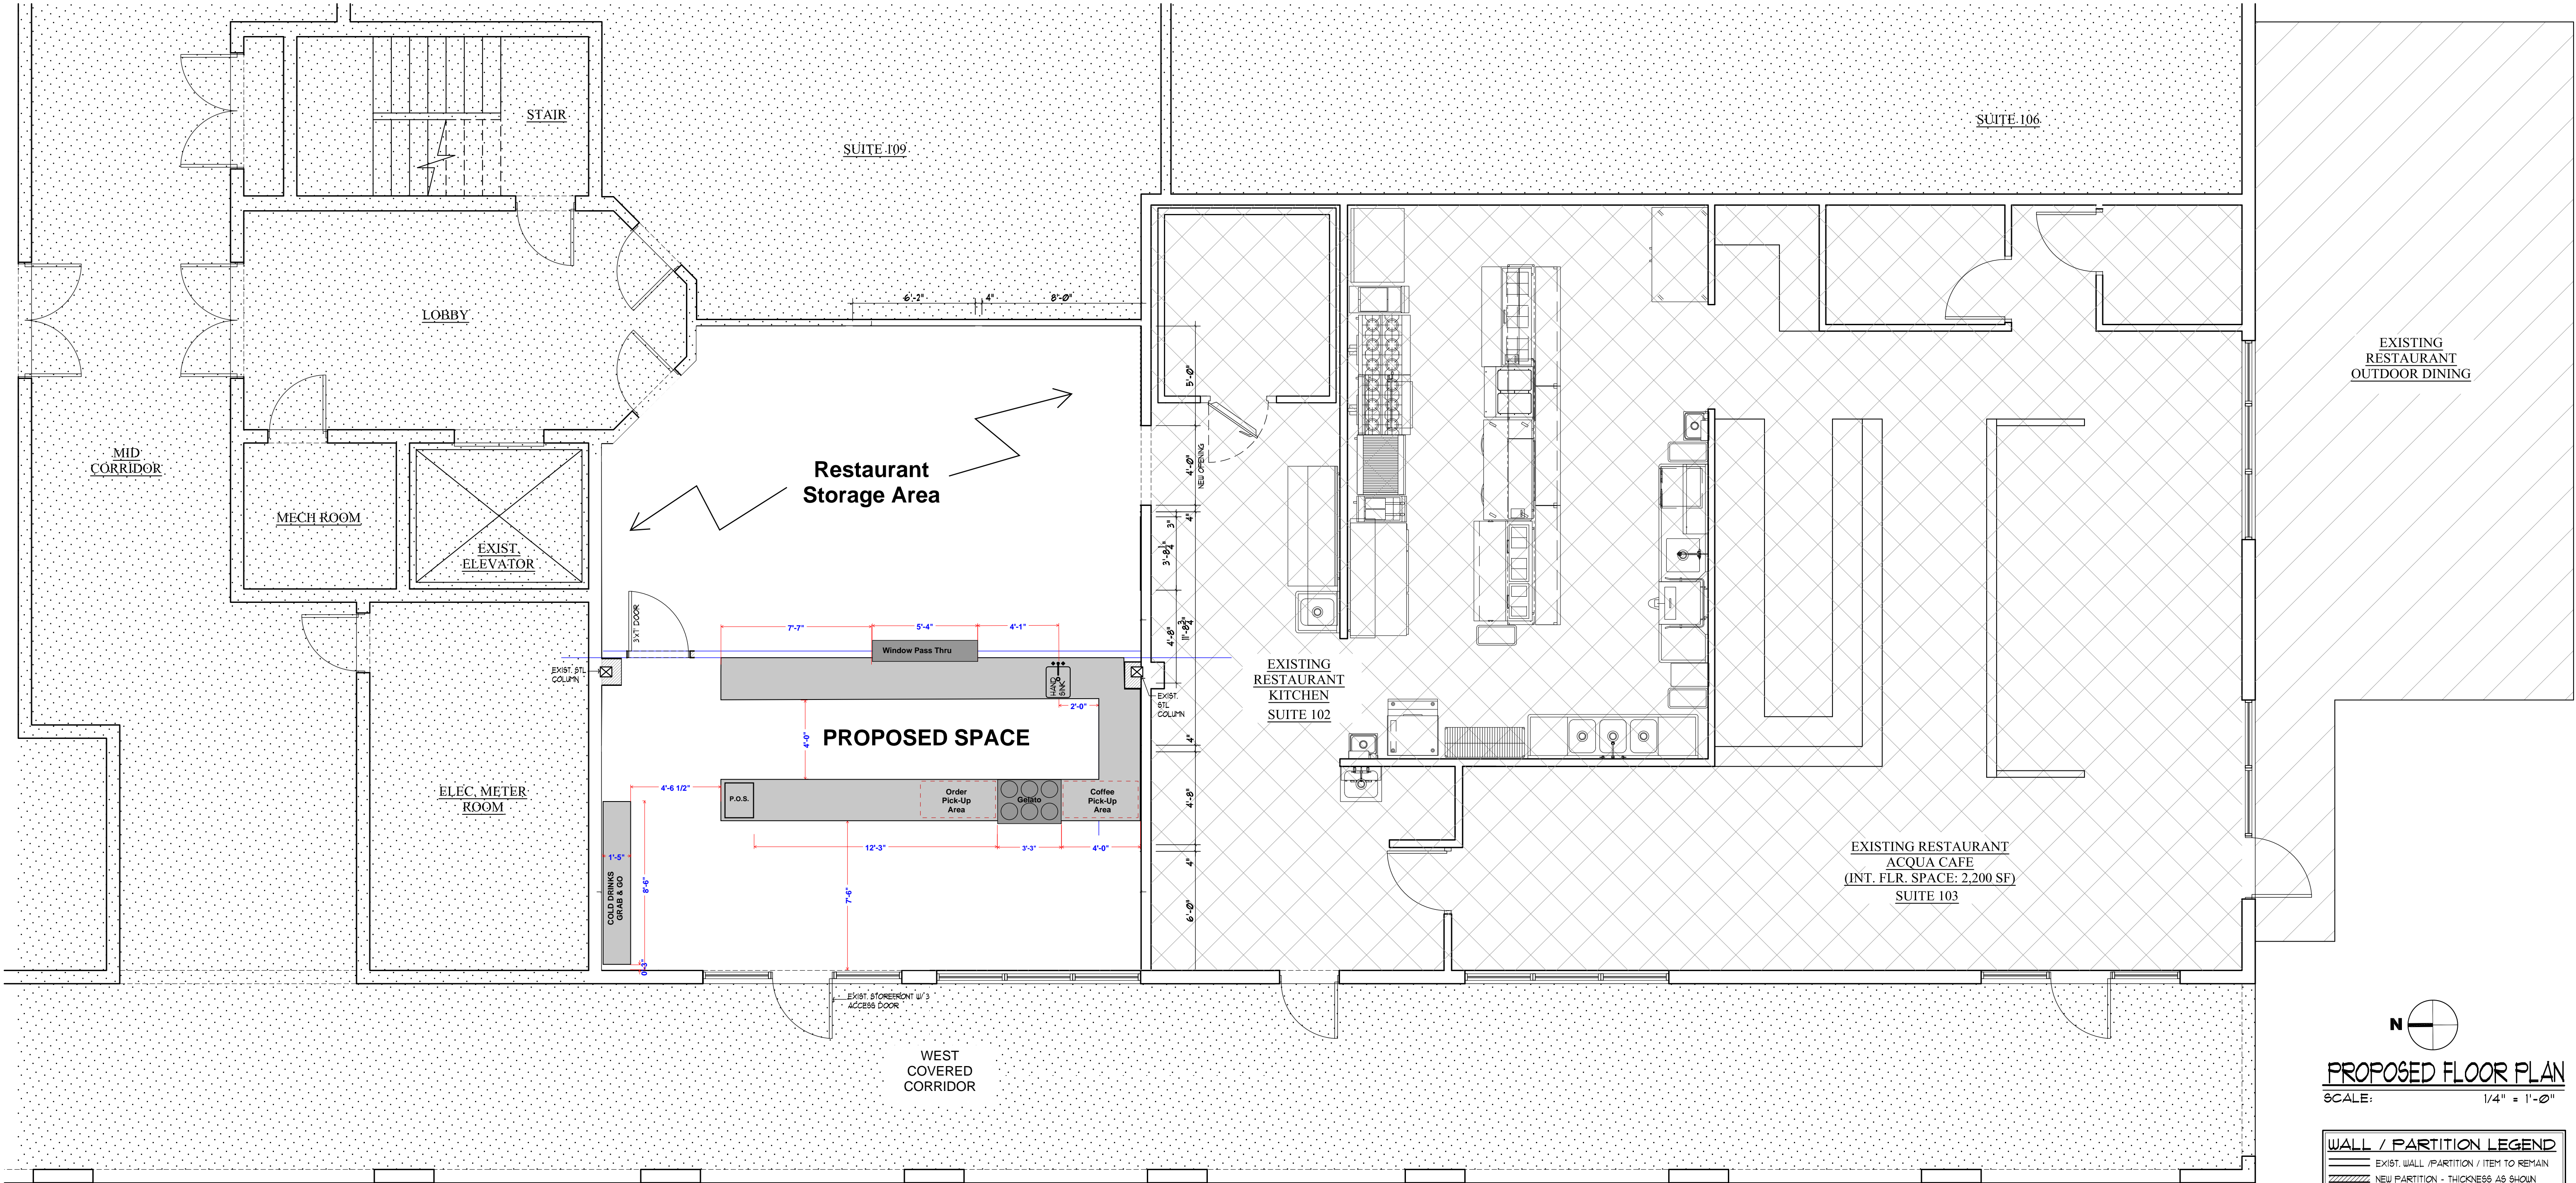 STAIR
SUITE 109
SUITE 106
LOBBY
6'-2"
4"
8'-0"
EXISTING
RESTAURANT
OUTDOOR DINING
5'-0"
MID
CORRIDOR
Restaurant
Storage Area
4'-0"
NEW OPENING
MECH ROOM
4"
3"
EXIST.
ELEVATOR
3'-8 1/4"
3'x7' DOOR
7'-7"
5'-4"
4'-1"
4'-8"
11'-8 3/4"
Window Pass Thru
EXIST. STL
COLUMN
HAND
SINK
EXIST.
STL
COLUMN
EXISTING
RESTAURANT
KITCHEN
SUITE 102
2'-0"
4'-0"
PROPOSED SPACE
4"
ELEC. METER
ROOM
4'-6 1/2"
P.O.S.
Order
Pick-Up
Area
Gelato
Coffee
Pick-Up
Area
4'-8"
12'-3"
3'-3"
4'-0"
1'-5"
COLD DRINKS
GRAB & GO
8'-6"
7'-6"
4"
EXISTING RESTAURANT
ACQUA CAFE
(INT. FLR. SPACE: 2,200 SF)
SUITE 103
6'-0"
0'-3"
EXIST. STOREFRONT W/ 3
ACCESS DOOR
WEST
COVERED
CORRIDOR
N
PROPOSED FLOOR PLAN
SCALE: 1/4" = 1'-0"
WALL / PARTITION LEGEND
EXIST. WALL /PARTITION / ITEM TO REMAIN
NEW PARTITION - THICKNESS AS SHOWN